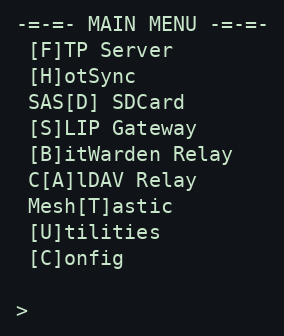 -=-=- MAIN MENU -=-=-
[F]TP Server
[H]otSync
SAS[D] SDCard
[S]LIP Gateway
[B]itWarden Relay
C[A]lDAV Relay
Mesh[T]astic
[U]tilities
[C]onfig
>